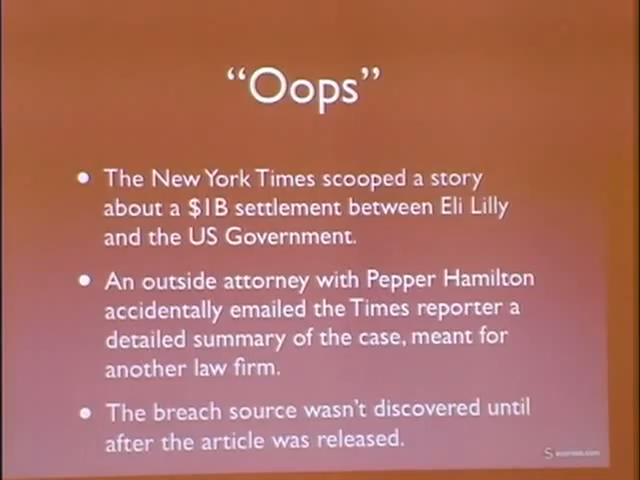 “Oops”
• The New York Times scooped a story
about a $1B settlement between Eli Lilly
and the US Government.
• An outside attorney with Pepper Hamilton
accidentally emailed the Times reporter a
detailed summary of the case, meant for
another law firm.
• The breach source wasn’t discovered until
after the article was released.